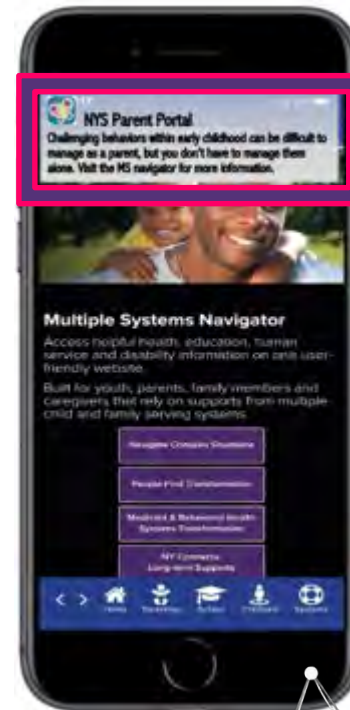 NYS Parent Portal
Challenging behaviors within early childhood can be difficult to
manage as a parent, but you don't have to manage them
alone. Visit the MS navigator for more information.
Multiple Systems Navigator
Access helpful health, education, human
service and disability information on one user-
friendly website.
Built for youth, parents, family members and
caregivers that rely on supports from multiple
child and family serving systems.
Navigate Complex Situations
People First Transformation
Medicaid & Behavioral Health
Systems Transformation
NY Connects
Long-term Supports
Home
Systems